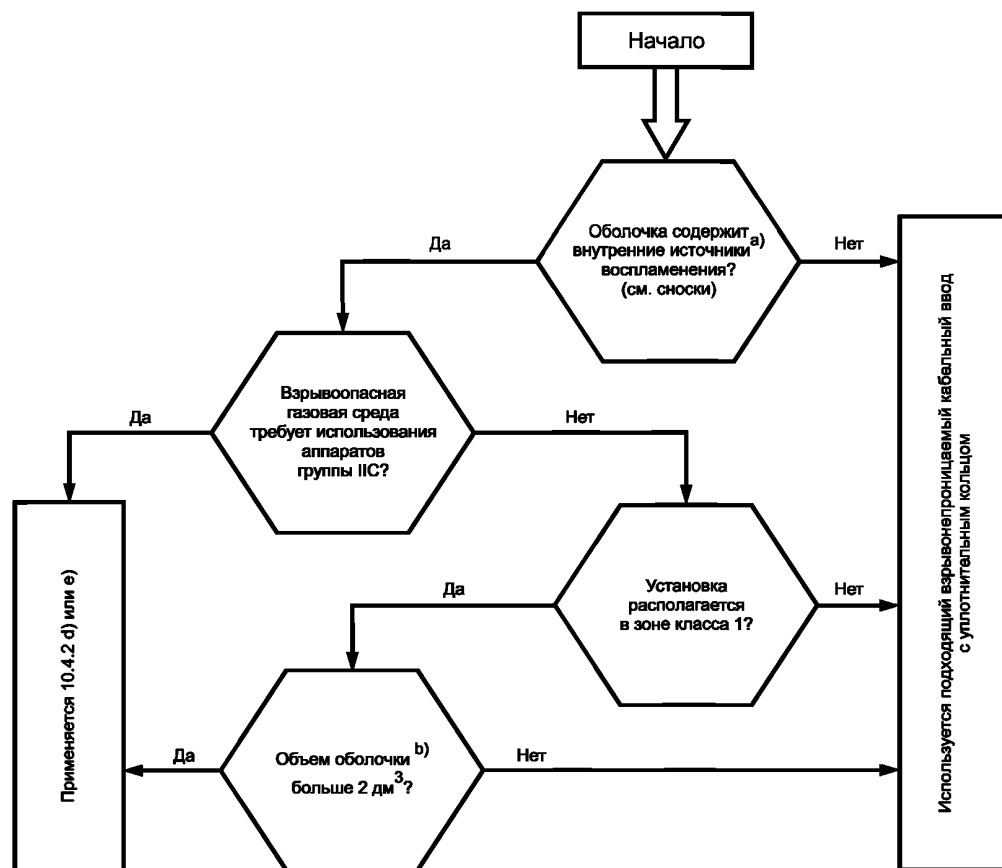 Начало
Оболочка содержит
внутренние источники a)
воспламенения?
(см. сноски)
Да
Нет
Взрывоопасная
газовая среда
требует использования
аппаратов
группы IIC?
Да
Нет
Установка
располагается
в зоне класса 1?
Да
Нет
Объем оболочки b)
больше 2 дм3?
Да
Нет
Применяется 10.4.2 d) или e)
Используется подходящий взрывонепроницаемый кабельный ввод
с уплотнительным кольцом